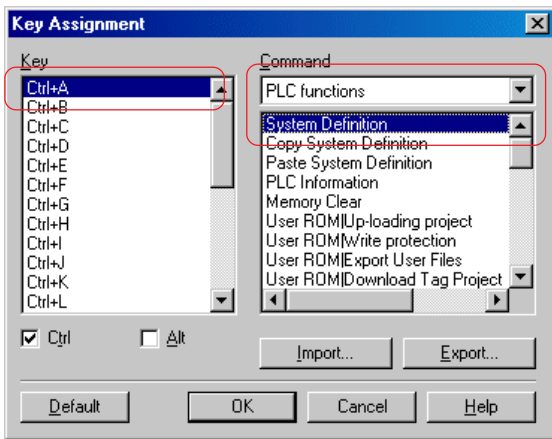 Key Assignment
Key
Ctrl+A
Ctrl+B
Ctrl+C
Ctrl+D
Ctrl+E
Ctrl+F
Ctrl+G
Ctrl+H
Ctrl+I
Ctrl+J
Ctrl+K
Ctrl+L
Ctrl
Alt
Command
PLC functions
System Definition
Copy System Definition
Paste System Definition
PLC Information
Memory Clear
User ROM|Up-loading project
User ROM|Write protection
User ROM|Export User Files
User ROM|Download Tag Project
Import...
Export...
Default
OK
Cancel
Help